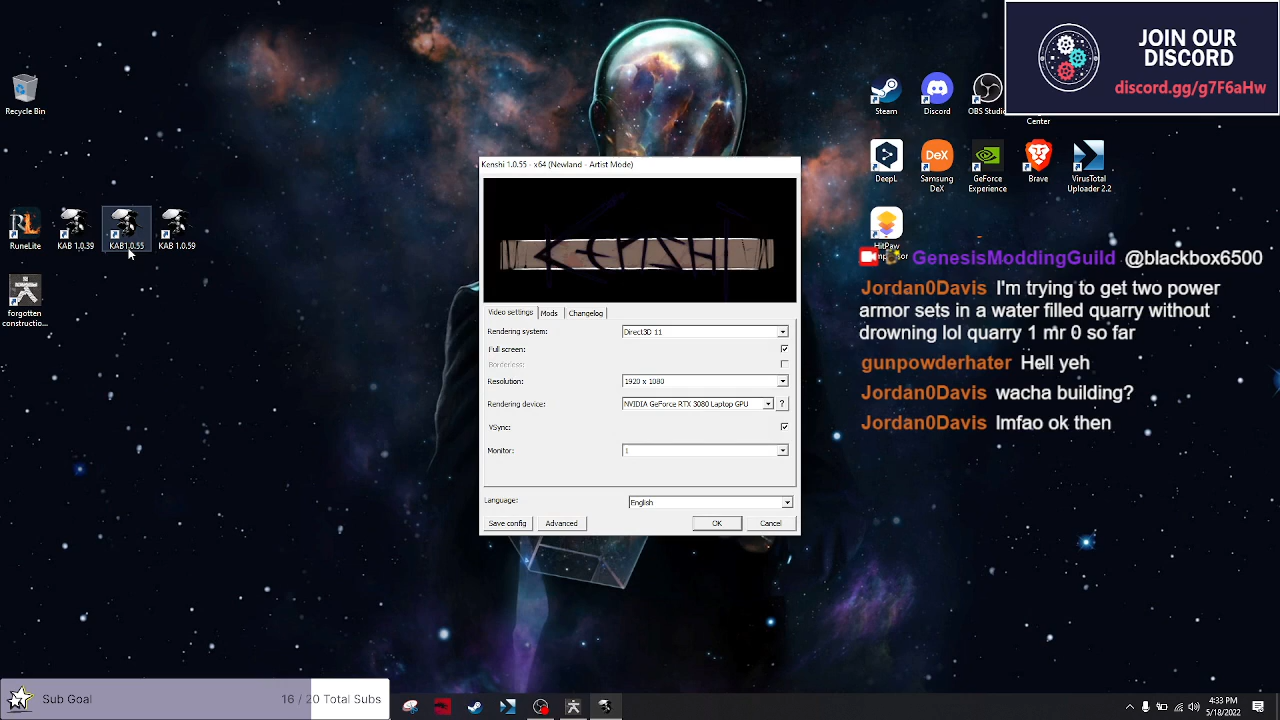 Recycle Bin
RuneLite
KAB 1.0.39
KAB1.0.55
KAB 1.0.59
forgotten
constructio...
Kenshi 1.0.55 - x64 (Newland - Artist Mode)
KENSHI
Video settings
Mods
Changelog
Rendering system:
Direct3D 11
Full screen:
Borderless:
Resolution:
1920 x 1080
Rendering device:
NVIDIA GeForce RTX 3080 Laptop GPU
?
VSync:
Monitor:
1
Language:
English
Save config
Advanced
OK
Cancel
JOIN OUR
DISCORD
discord.gg/g7F6aHw
Steam
Discord
OBS Studio
Center
DeepL
DeX
Samsung
DeX
GeForce
Experience
Brave
VirusTotal
Uploader 2.2
HitPaw
GenesisModdingGuild @blackbox6500
Jordan0Davis I'm trying to get two power
armor sets in a water filled quarry without
drowning lol quarry 1 mr 0 so far
gunpowderhater Hell yeh
Jordan0Davis wacha building?
Jordan0Davis lmfao ok then
Sub Goal
16 / 20 Total Subs
4:33 PM
5/18/2022